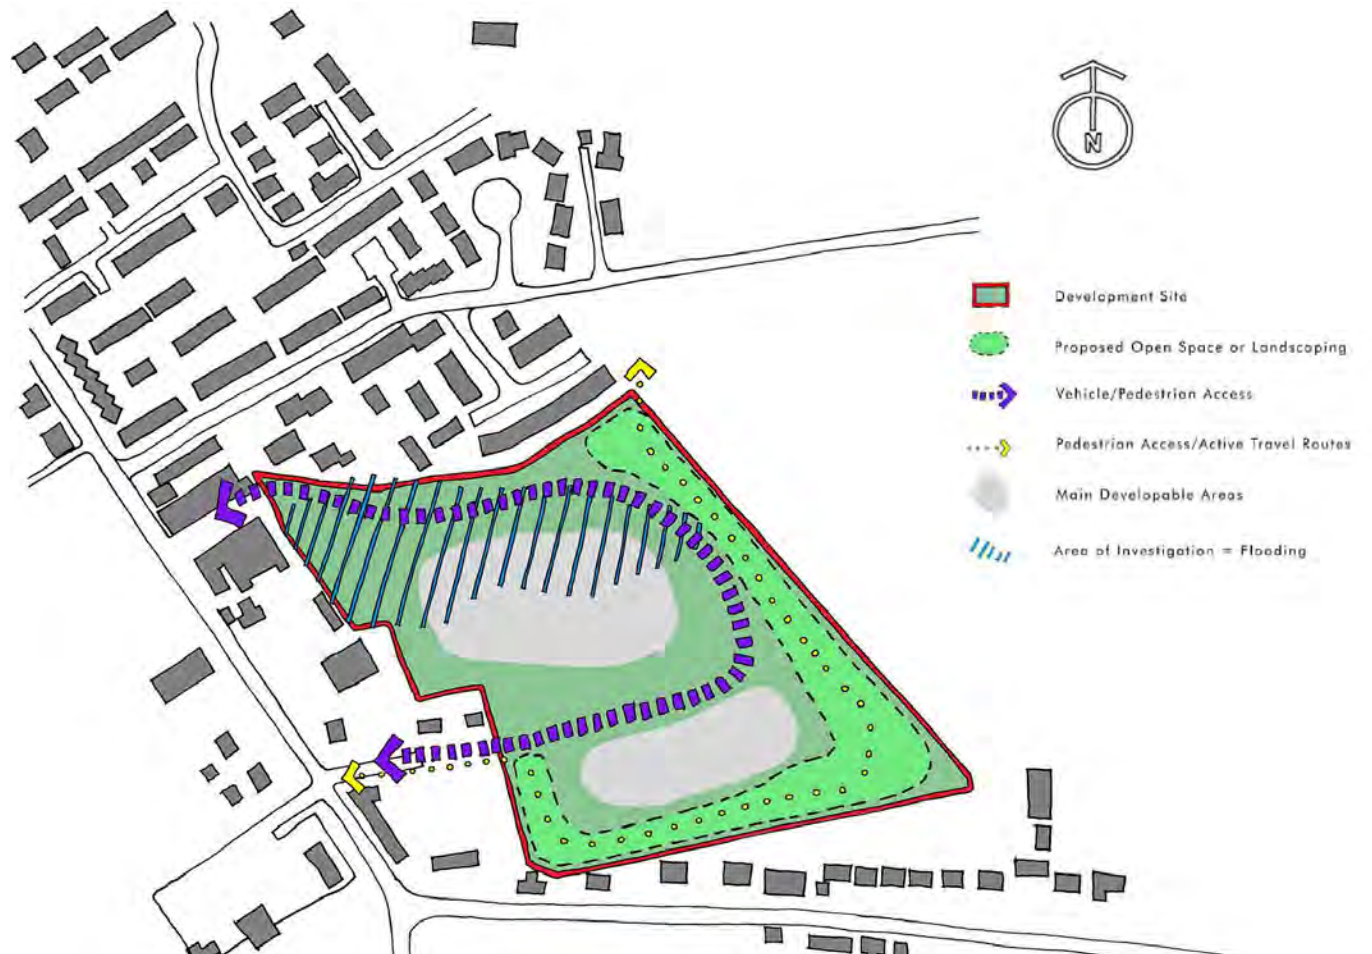 N
Development Site
Proposed Open Space or Landscoping
Vehicle/Pedestrian Access
Pedestrian Access/Active Travel Routes
Main Developable Areas
Area of Investigation = Flooding